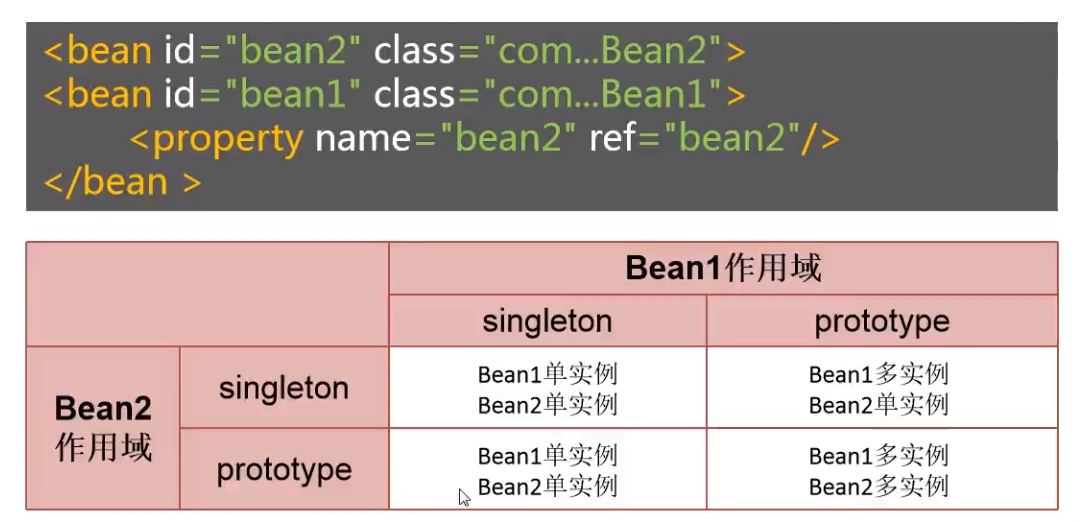 <bean id="bean2" class="com...Bean2">
<bean id="bean1" class="com...Bean1">
<property name="bean2" ref="bean2"/>
</bean >
Bean1作用域
singleton
prototype
Bean2
作用域
singleton
Bean1单实例
Bean2单实例
Bean1多实例
Bean2单实例
prototype
Bean1单实例
Bean2单实例
Bean1多实例
Bean2多实例